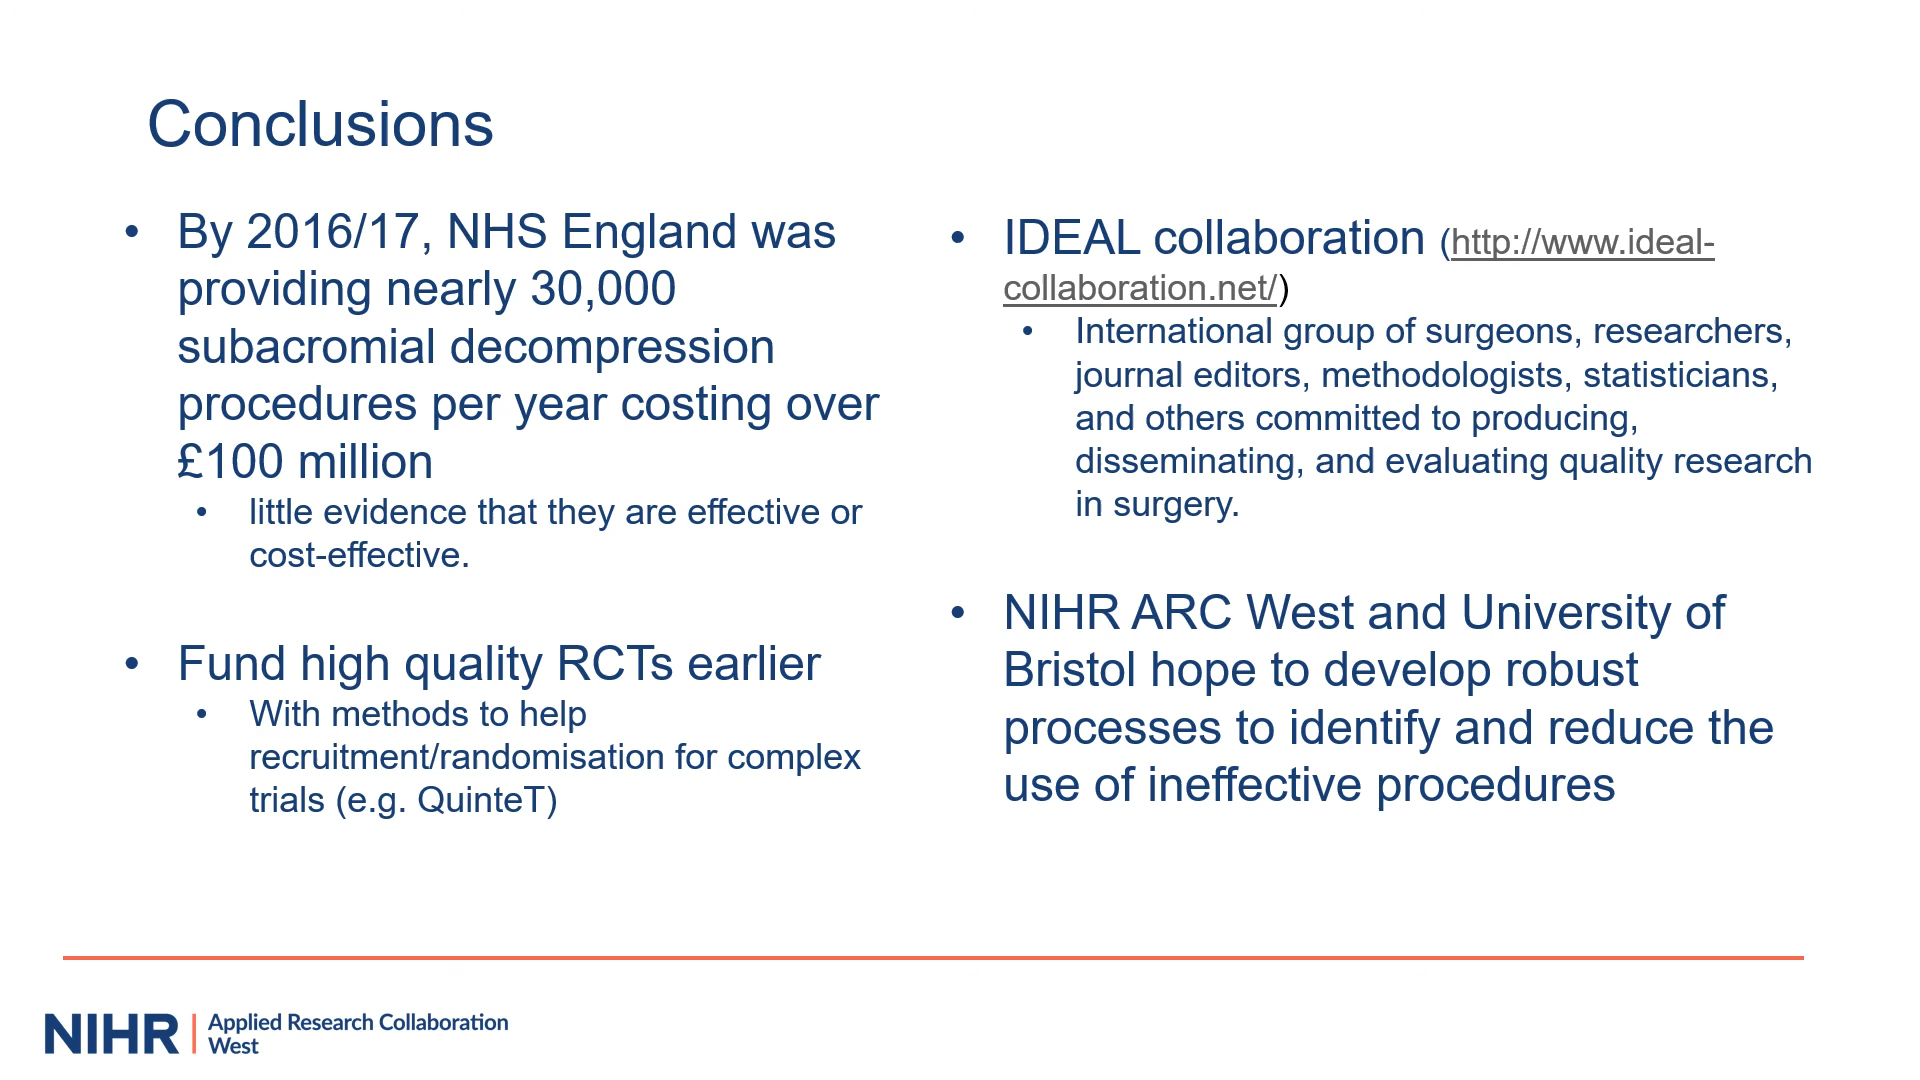 Conclusions
• By 2016/17, NHS England was
providing nearly 30,000
subacromial decompression
procedures per year costing over
£100 million
• little evidence that they are effective or
cost-effective.
• Fund high quality RCTs earlier
• With methods to help
recruitment/randomisation for complex
trials (e.g. QuinteT)
• IDEAL collaboration (http://www.ideal-
collaboration.net/)
• International group of surgeons, researchers,
journal editors, methodologists, statisticians,
and others committed to producing,
disseminating, and evaluating quality research
in surgery.
• NIHR ARC West and University of
Bristol hope to develop robust
processes to identify and reduce the
use of ineffective procedures
NIHR | Applied Research Collaboration
West